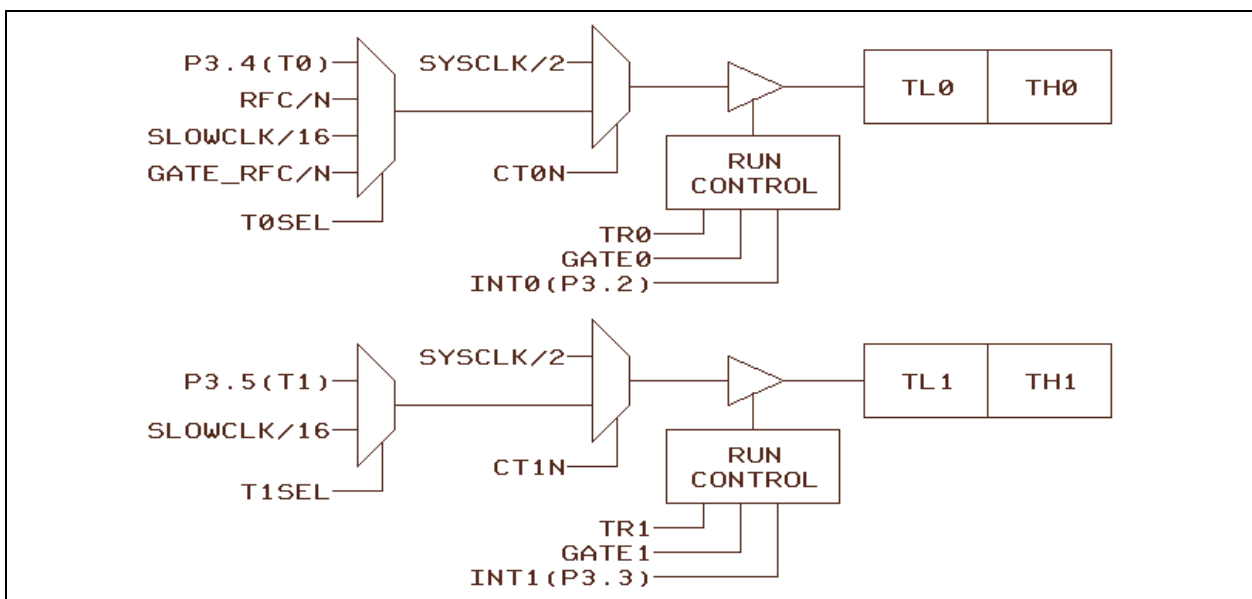 P3.4(T0)
SYSCLK/2
RFC/N
TL0
TH0
SLOWCLK/16
GATE_RFC/N
CT0N
RUN
CONTROL
T0SEL
TR0
GATE0
INT0(P3.2)
P3.5(T1)
SYSCLK/2
TL1
TH1
SLOWCLK/16
CT1N
RUN
CONTROL
T1SEL
TR1
GATE1
INT1(P3.3)